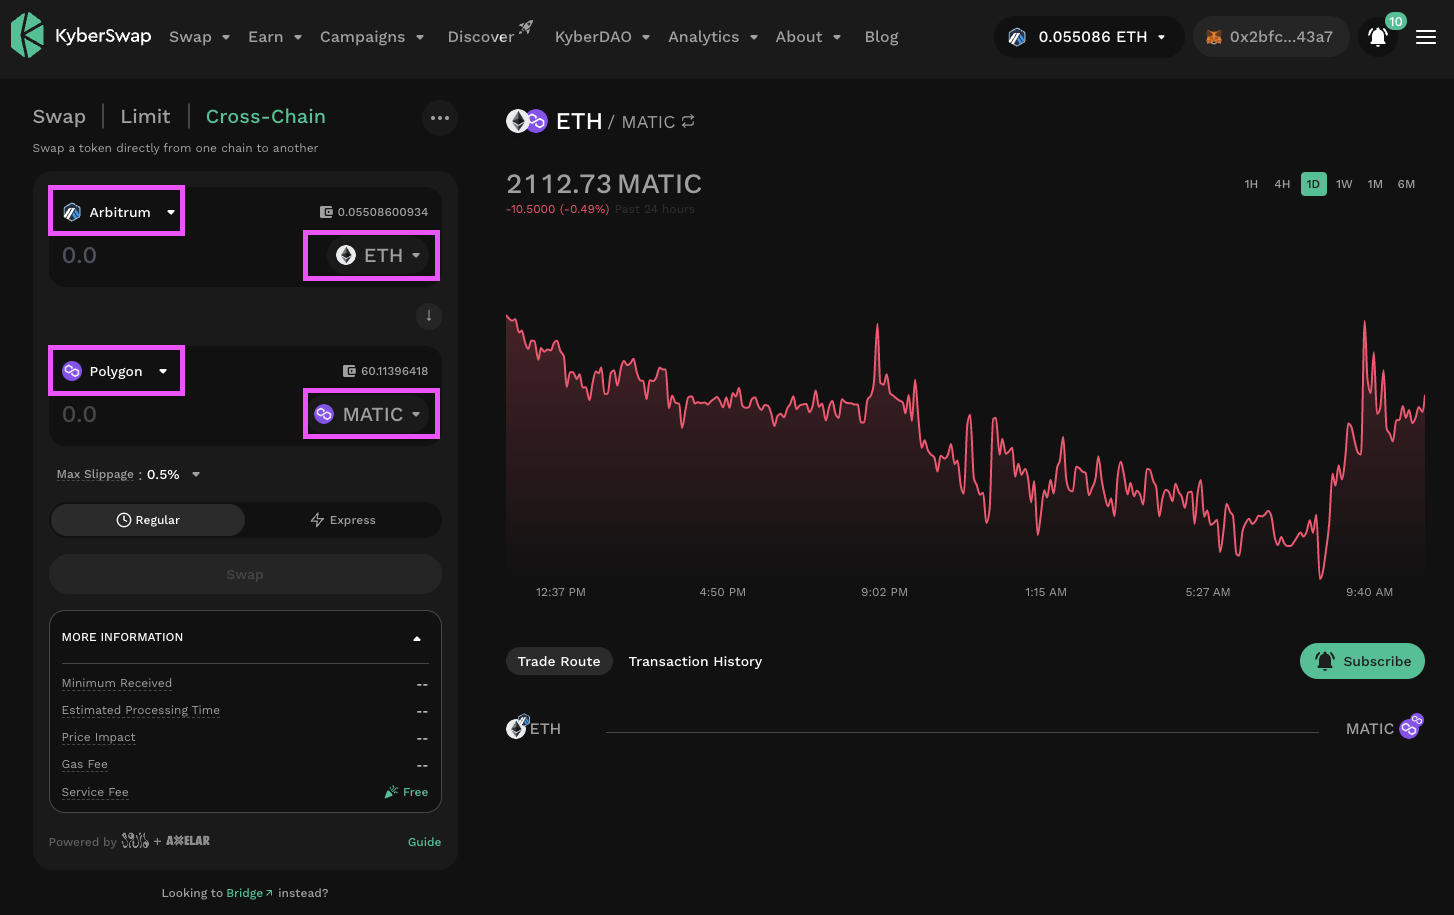 KyberSwap Swap Earn Campaigns Discover KyberDAO Analytics About Blog 0.055086 ETH 0x2bfc...43a7 10
Swap | Limit | Cross-Chain
Swap a token directly from one chain to another
Arbitrum 0.05508600934
0.0 ETH
Polygon 60.11396418
0.0 MATIC
Max Slippage : 0.5%
Regular Express
Swap
MORE INFORMATION
Minimum Received --
Estimated Processing Time --
Price Impact --
Gas Fee --
Service Fee Free
Powered by + AXELAR Guide
Looking to Bridge instead?
ETH / MATIC
2112.73 MATIC
1H 4H 1D 1W 1M 6M
-10.5000 (-0.49%) Past 24 hours
12:37 PM 4:50 PM 9:02 PM 1:15 AM 5:27 AM 9:40 AM
Trade Route Transaction History Subscribe
ETH MATIC